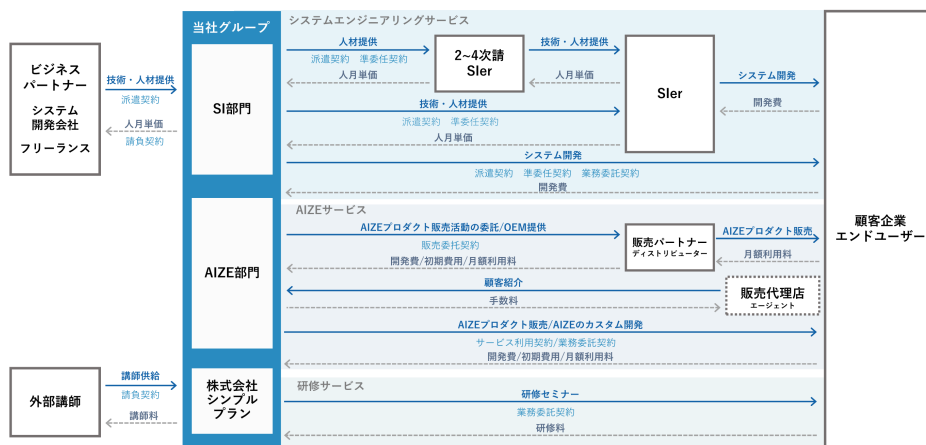 当社グループ
システムエンジニアリングサービス
ビジネス
パートナー
システム
開発会社
フリーランス
技術・人材提供
派遣契約
人月単価
請負契約
SI部門
人材提供
派遣契約 準委任契約
人月単価
2~4次請
SIer
技術・人材提供
人月単価
SIer
システム開発
開発費
技術・人材提供
派遣契約 準委任契約
人月単価
システム開発
派遣契約 準委任契約 業務委託契約
開発費
顧客企業
エンドユーザー
AIZEサービス
AIZE部門
AIZEプロダクト販売活動の委託/OEM提供
販売委託契約
開発費/初期費用/月額利用料
販売パートナー
ディストリビューター
AIZEプロダクト販売
月額利用料
顧客紹介
手数料
販売代理店
エージェント
AIZEプロダクト販売/AIZEのカスタム開発
サービス利用契約/業務委託契約
開発費/初期費用/月額利用料
研修サービス
外部講師
講師供給
請負契約
講師料
株式会社
シンプル
プラン
研修セミナー
業務委託契約
研修料